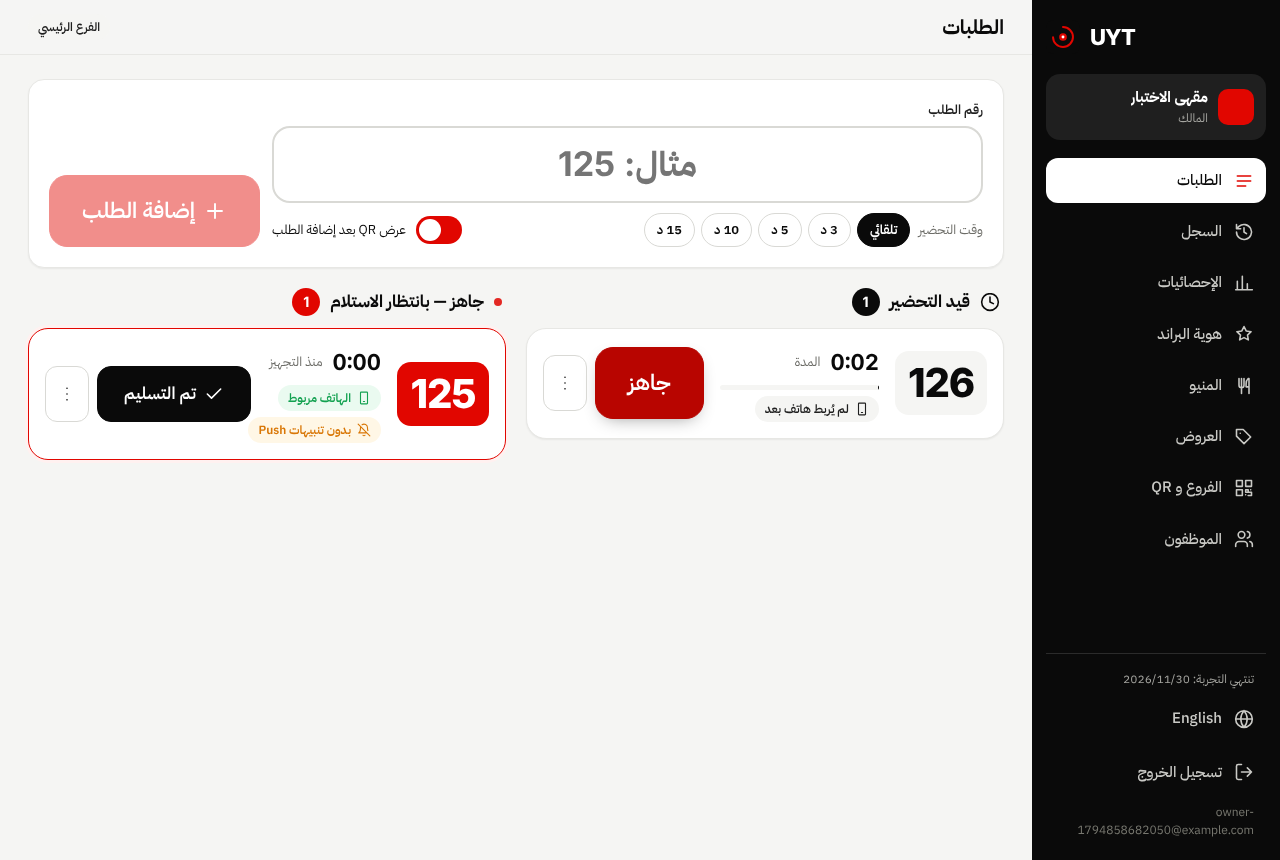 UYT
مقهى الاختبار
المالك
الطلبات
السجل
الإحصائيات
هوية البراند
المنيو
العروض
الفروع و QR
الموظفون
تنتهي التجربة: 2026/11/30
English
تسجيل الخروج
owner-
1794858682050@example.com
الطلبات
الفرع الرئيسي
رقم الطلب
مثال: 125
وقت التحضير
تلقائي
3 د
5 د
10 د
15 د
عرض QR بعد إضافة الطلب
إضافة الطلب
قيد التحضير 1
126
0:02 المدة
لم يُربط هاتف بعد
جاهز
جاهز — بانتظار الاستلام 1
125
0:00 منذ التجهيز
الهاتف مربوط
بدون تنبيهات Push
تم التسليم